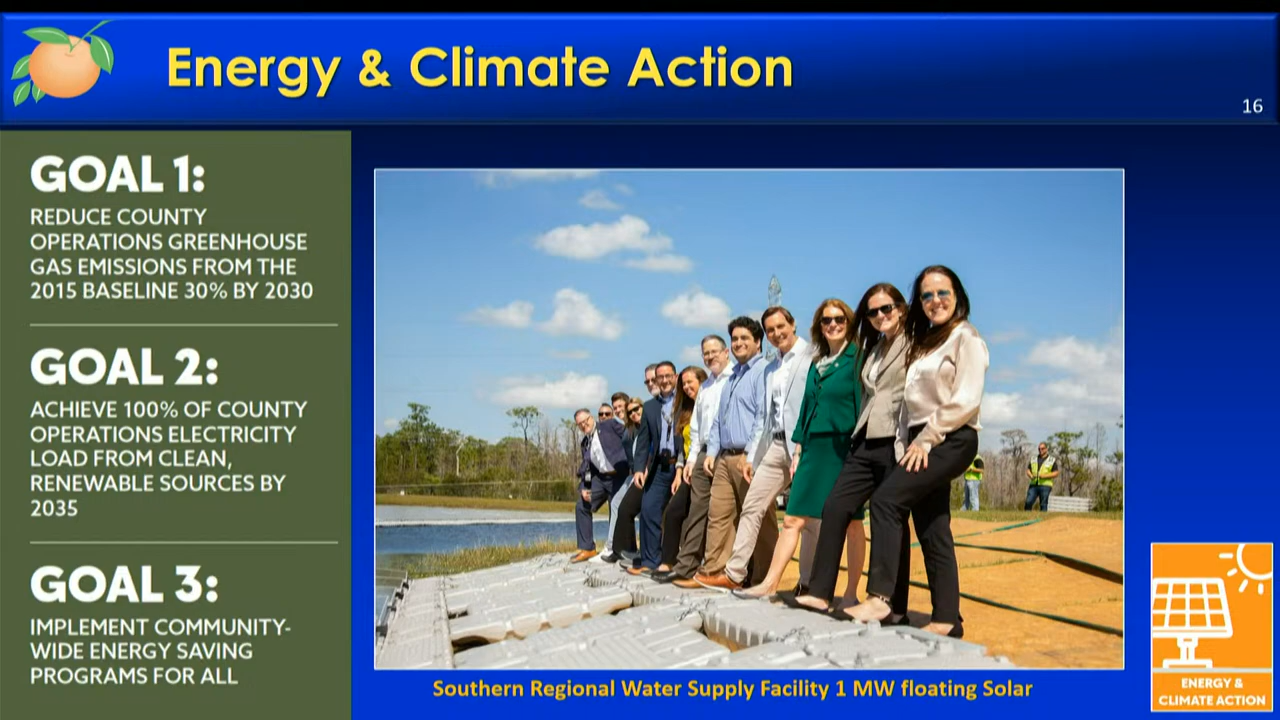 Energy & Climate Action
16
GOAL 1:
REDUCE COUNTY
OPERATIONS GREENHOUSE
GAS EMISSIONS FROM THE
2015 BASELINE 30% BY 2030
GOAL 2:
ACHIEVE 100% OF COUNTY
OPERATIONS ELECTRICITY
LOAD FROM CLEAN,
RENEWABLE SOURCES BY
2035
GOAL 3:
IMPLEMENT COMMUNITY-
WIDE ENERGY SAVING
PROGRAMS FOR ALL
Southern Regional Water Supply Facility 1 MW floating Solar
ENERGY &
CLIMATE ACTION